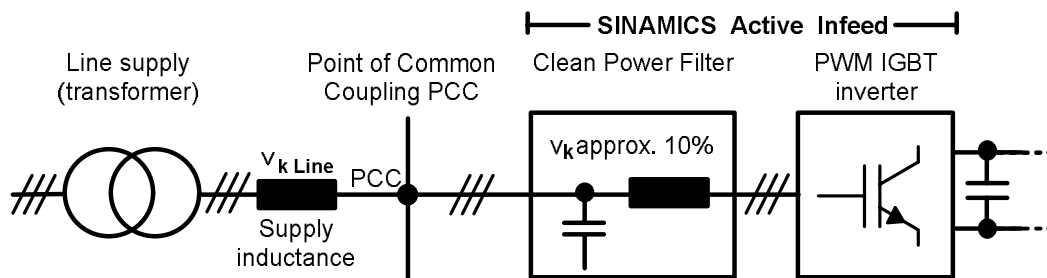 SINAMICS Active Infeed
Line supply
(transformer)
Point of Common
Coupling PCC
Clean Power Filter
PWM IGBT
inverter
vk Line
PCC
vk approx. 10%
Supply
inductance